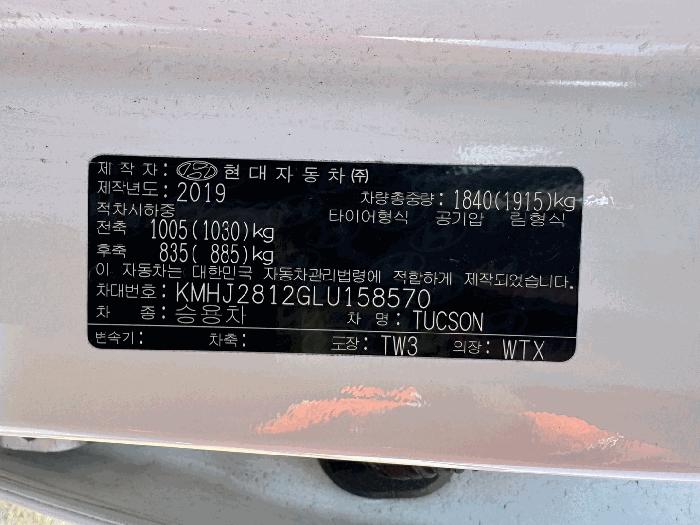 제 작 자: 현대자동차㈜
제작년도: 2019 차량총중량: 1840(1915)kg
적차시하중 타이어형식 공기압 림형식
전축 1005(1030)kg
후축 835( 885)kg
이 자동차는 대한민국 자동차관리법령에 적합하게 제작되었습니다.
차대번호: KMHJ2812GLU158570
차 종: 승용차 차 명: TUCSON
변속기: 차축: 도장: TW3 의장: WTX